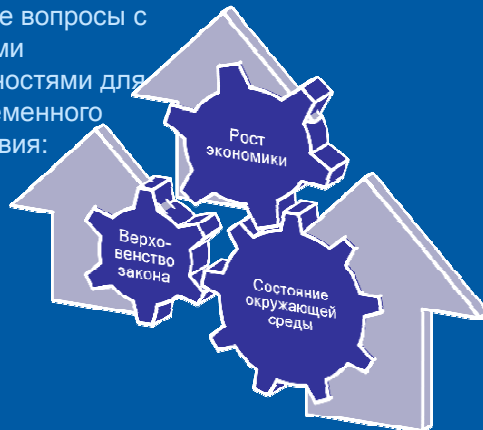 е вопросы с
ми
ностями для
еменного
вия:
Рост
экономики
Верхо-
венство
закона
Состояние
окружающей
среды